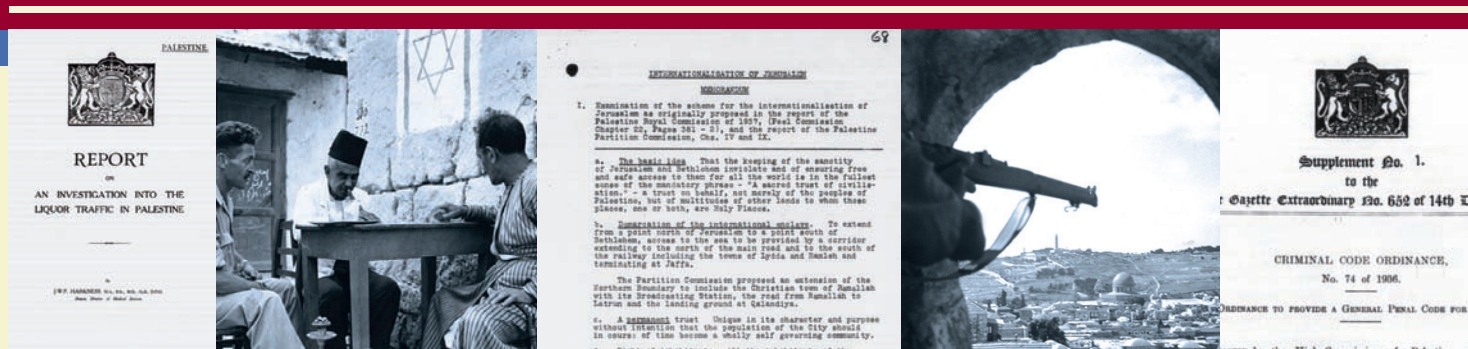 PALESTINE.
REPORT
ON
AN INVESTIGATION INTO THE
LIQUOR TRAFFIC IN PALESTINE
by
68
INTERNATIONALISATION OF JERUSALEM
MEMORANDUM
I. Examination of the scheme for the internationalisation of
Jerusalem as originally proposed in the report of the
Palestine Royal Commission of 1937, (Peel Commission
Chapter 22, Pages 381 - 2), and the report of the Palestine
Partition Commission, Chs. IV and IX.
a. The basic idea That the keeping of the sanctity
of Jerusalem and Bethlehem inviolate and of ensuring free
and safe access to them for all the world is in the fullest
sense of the mandatory phrase - "A sacred trust of civilis-
ation." - a trust on behalf, not merely of the peoples of
Palestine, but of multitudes of other lands to whom these
places, one or both, are Holy Places.
b. Demarcation of the international enclave. To extend
from a point north of Jerusalem to a point south of
Bethlehem, access to the sea to be provided by a corridor
extending to the north of the main road and to the south of
the railway including the towns of Lydda and Ramleh and
terminating at Jaffa.
The Partition Commission proposed an extension of the
Northern Boundary to include the Christian town of Ramallah
with its Broadcasting Station, the road from Ramallah to
Latrun and the landing ground at Qalandiya.
c. A permanent trust Unique in its character and purpose
without intention that the population of the City should
in course of time become a wholly self governing community.
Supplement No. 1.
to the
Gazette Extraordinary No. 652 of 14th
CRIMINAL CODE ORDINANCE,
No. 74 of 1936.
ORDINANCE TO PROVIDE A GENERAL PENAL CODE FOR